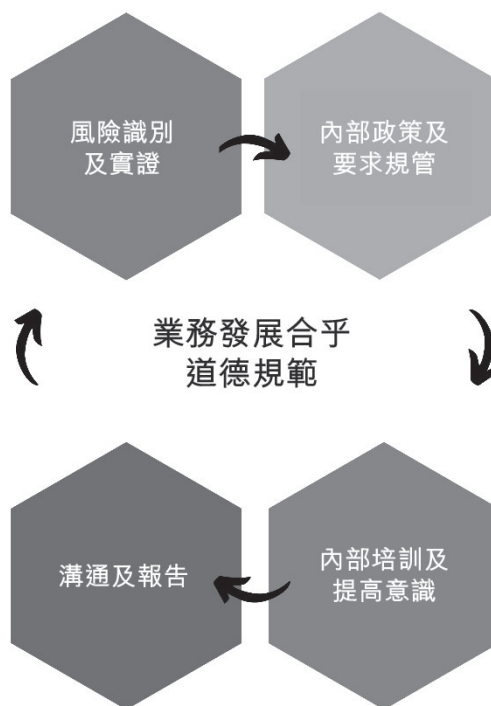 風險識別
及實證
內部政策及
要求規管
業務發展合乎
道德規範
溝通及報告
內部培訓及
提高意識